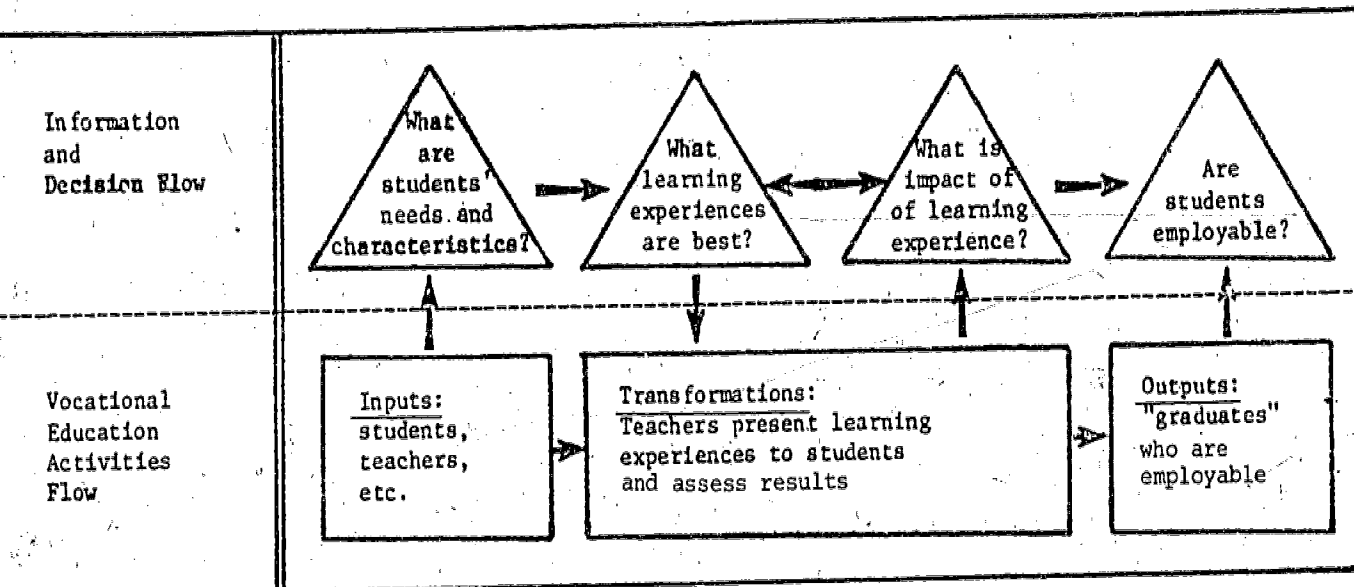 Information
and
Decision Flow
What
are
students'
needs and
characteristics?
What
learning
experiences
are best?
What is
impact of
of learning
experience?
Are
students
employable?
Vocational
Education
Activities
Flow
Inputs:
students,
teachers,
etc.
Transformations:
Teachers present learning
experiences to students
and assess results
Outputs:
"graduates"
who are
employable